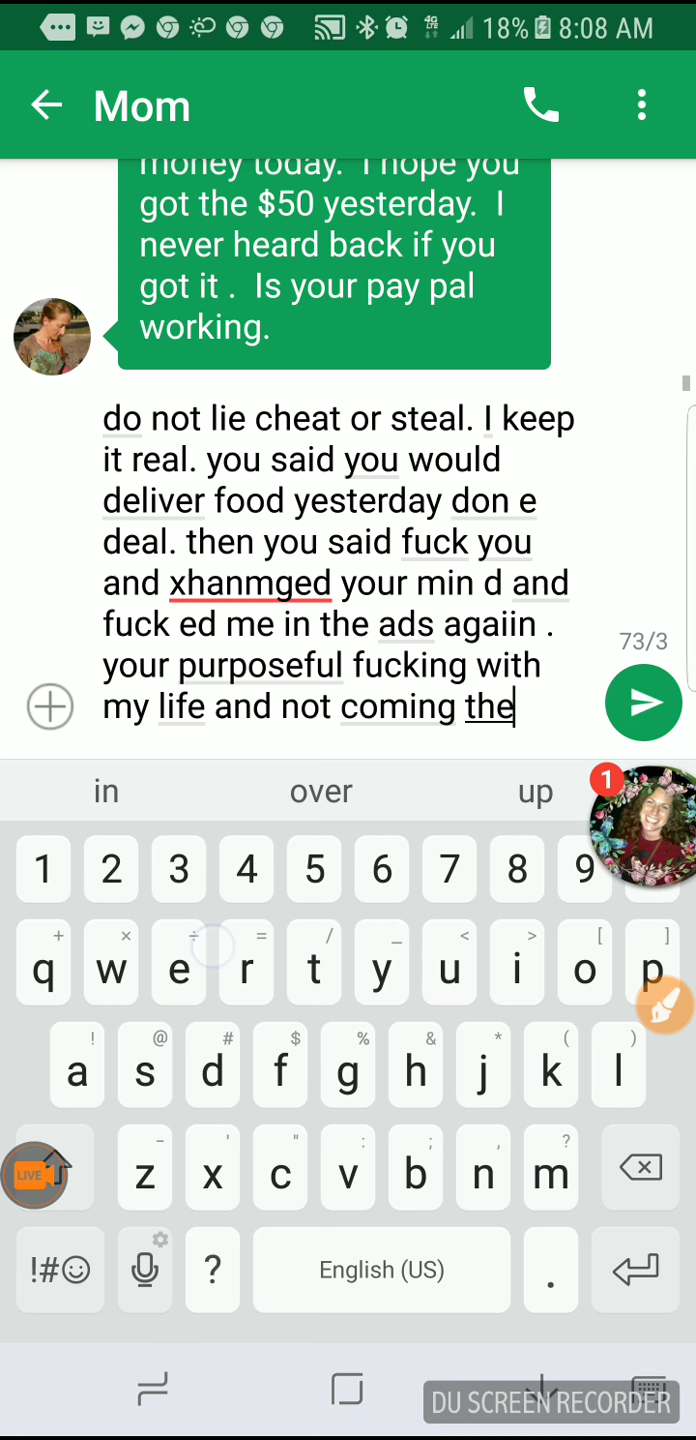 18% 8:08 AM
Mom
money today. I hope you
got the $50 yesterday. I
never heard back if you
got it . Is your pay pal
working.
do not lie cheat or steal. I keep
it real. you said you would
deliver food yesterday don e
deal. then you said fuck you
and xhanmged your min d and
fuck ed me in the ads agaiin .
your purposeful fucking with
my life and not coming the
73/3
in over up
1
1 2 3 4 5 6 7 8 9
+ × ÷ = / _ < > [ ]
q w e r t y u i o p
! @ # $ % & * ( )
a s d f g h j k l
- ' " : ; , ?
LIVE z x c v b n m
!#☺ ? English (US) .
DU SCREEN RECORDER